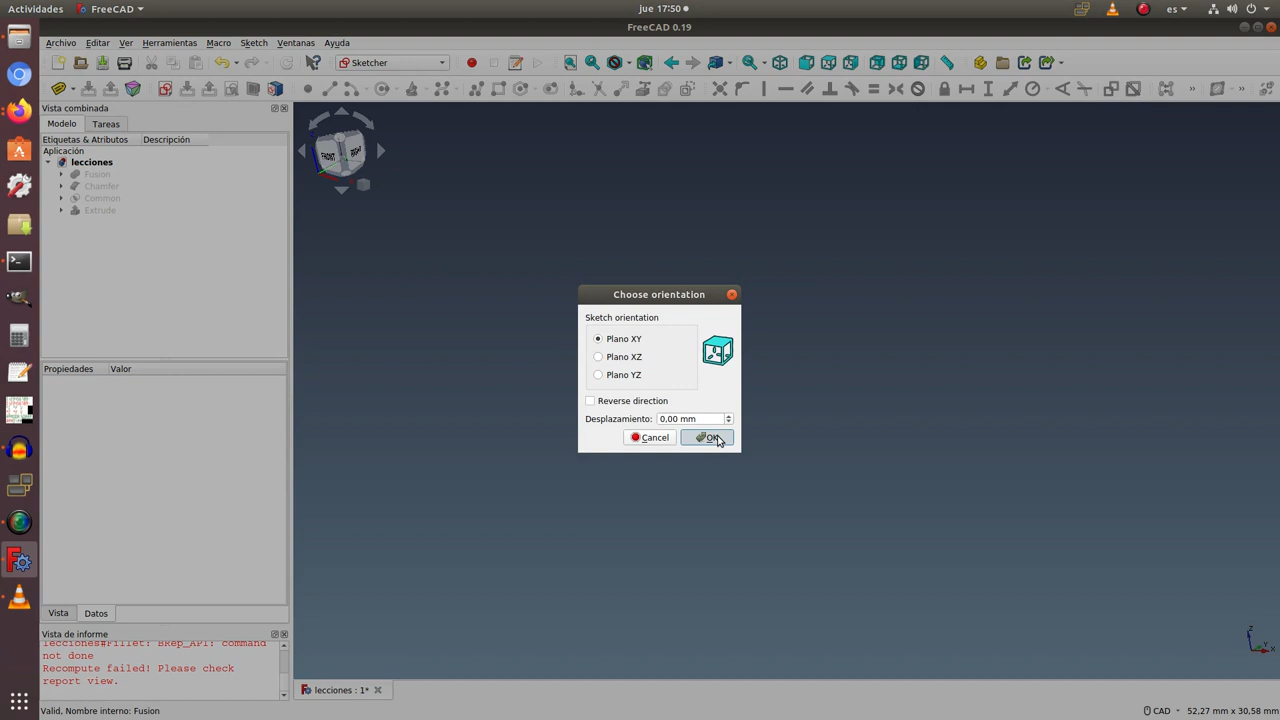 Actividades
FreeCAD
jue 17:50
es
FreeCAD 0.19
Archivo
Editar
Ver
Herramientas
Macro
Sketch
Ventanas
Ayuda
Sketcher
Vista combinada
Modelo
Tareas
Etiquetas & Atributos
Descripción
Aplicación
lecciones
Fusion
Chamfer
Common
Extrude
FRONT
RIGHT
Choose orientation
Sketch orientation
Plano XY
Plano XZ
Plano YZ
Reverse direction
Desplazamiento: 0,00 mm
Cancel
OK
Propiedades
Valor
Vista
Datos
Vista de informe
lecciones#Fillet: BRep_API: command
not done
Recompute failed! Please check
report view.
Z
Y
X
lecciones : 1*
Valid, Nombre interno: Fusion
CAD
52,27 mm x 30,58 mm